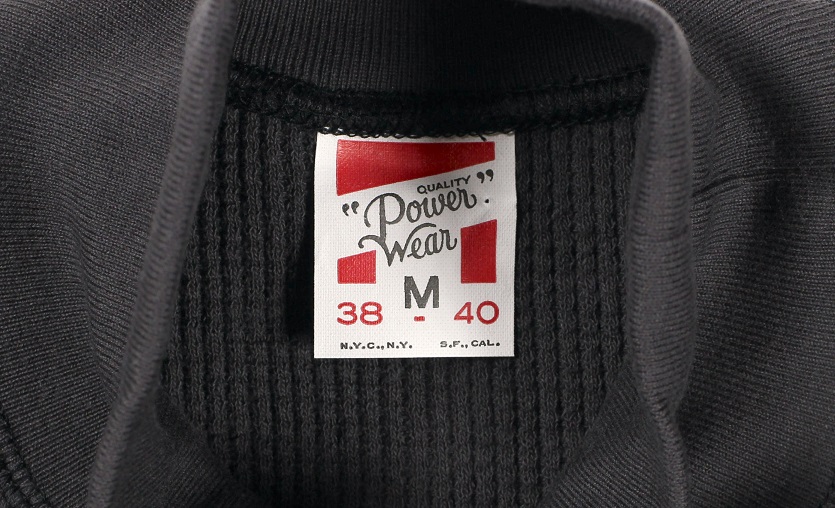 QUALITY
“Power”.
Wear
M
38 - 40
N.Y.C., N.Y. S.F., CAL.